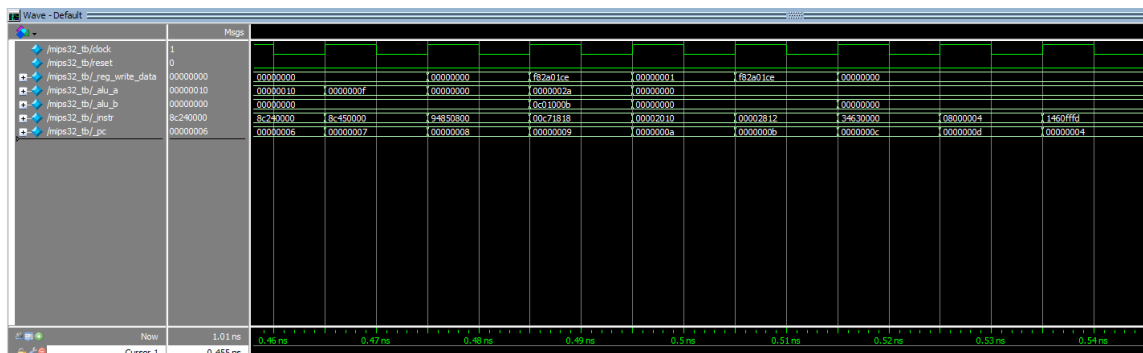 Wave - Default
Msgs
/mips32_tb/clock 1
/mips32_tb/reset 0
/mips32_tb/_reg_write_data 00000000 00000000 00000000 f82a01ce 00000001 f82a01ce 00000000
/mips32_tb/_alu_a 00000010 00000010 0000000f 00000000 0000002a 00000000
/mips32_tb/_alu_b 00000000 00000000 0c01000b 00000000 00000000
/mips32_tb/_instr 8c240000 8c240000 8c450000 94850800 00c71818 00002010 00002812 34630000 08000004 1460fffd
/mips32_tb/_pc 00000006 00000006 00000007 00000008 00000009 0000000a 0000000b 0000000c 0000000d 00000004
Now 1.01 ns 0.46 ns 0.47 ns 0.48 ns 0.49 ns 0.5 ns 0.51 ns 0.52 ns 0.53 ns 0.54 ns
Cursor 1 0.455 ns